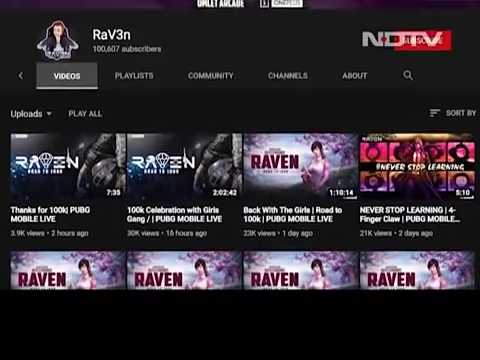 OMLET ARCADE
ONEPLUS
RaV3n
100,607 subscribers
NDTV
SUBSCRIBE
VIDEOS
PLAYLISTS
COMMUNITY
CHANNELS
ABOUT
Uploads
PLAY ALL
SORT BY
RAVEN
ROAD TO 100K
7:35
RAVEN
ROAD TO 100K
2:02:42
RAVEN
1:10:14
#NEVER STOP LEARNING
5:10
Thanks for 100k| PUBG
MOBILE LIVE
3.9K views • 2 hours ago
100k Celebration with Girls
Gang / | PUBG MOBILE LIVE
30K views • 16 hours ago
Back With The Girls | Road to
100k | PUBG MOBILE LIVE
23K views • 1 day ago
NEVER STOP LEARNING | 4-
Finger Claw | PUBG MOBILE...
21K views • 2 days ago
RAVEN
RAVEN
RAVEN
RAVEN